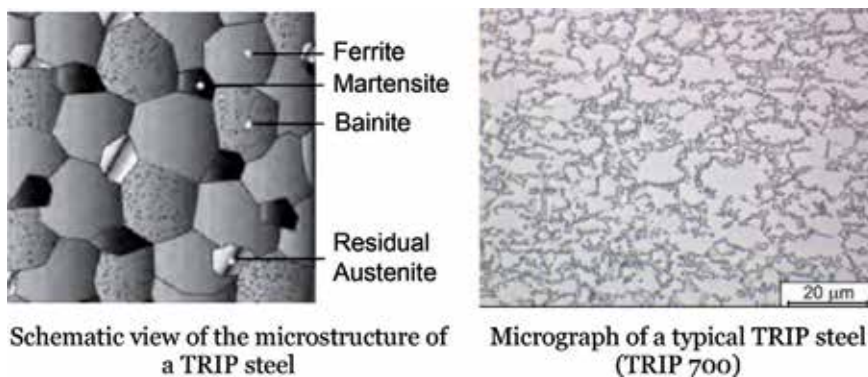 Ferrite
Martensite
Bainite
Residual
Austenite
20 μm
Schematic view of the microstructure of
a TRIP steel
Micrograph of a typical TRIP steel
(TRIP 700)